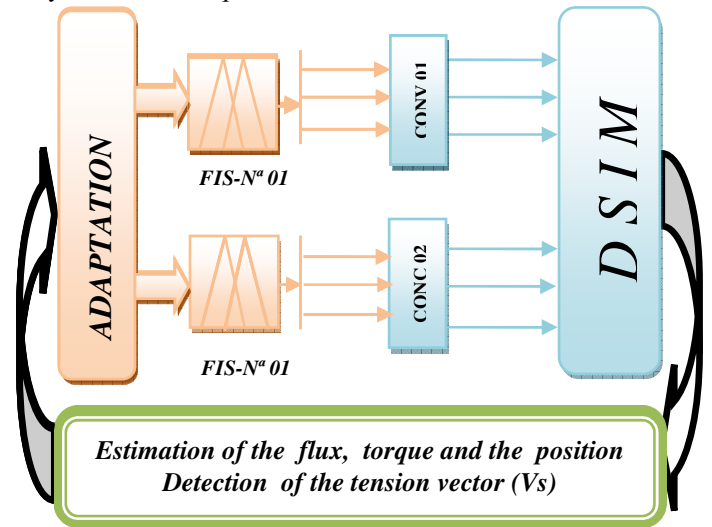 CONV 01
FIS-Nª 01
ADAPTATION
D S I M
CONC 02
FIS-Nª 01
Estimation of the flux, torque and the position
Detection of the tension vector (Vs)